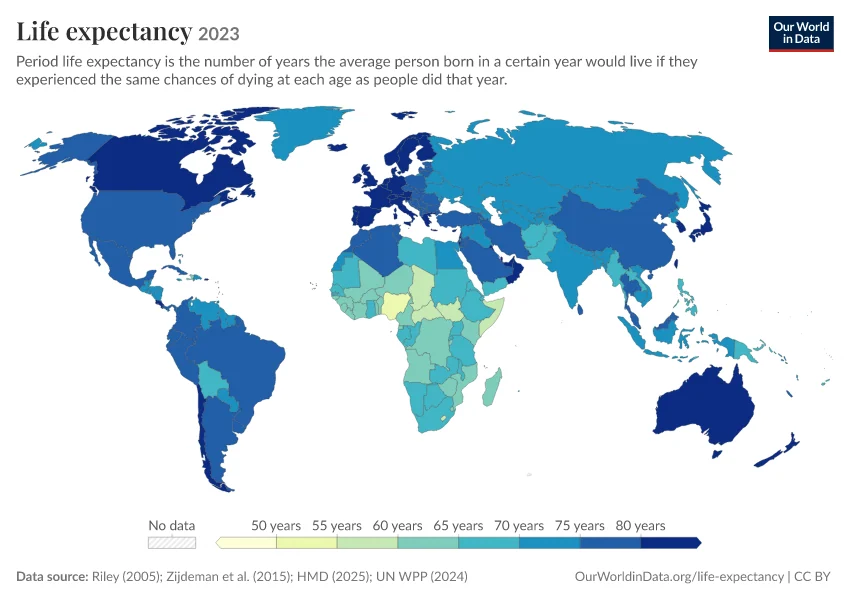 Life expectancy 2023
Our World
in Data
Period life expectancy is the number of years the average person born in a certain year would live if they
experienced the same chances of dying at each age as people did that year.
No data
50 years
55 years
60 years
65 years
70 years
75 years
80 years
Data source: Riley (2005); Zijdeman et al. (2015); HMD (2025); UN WPP (2024)
OurWorldinData.org/life-expectancy | CC BY